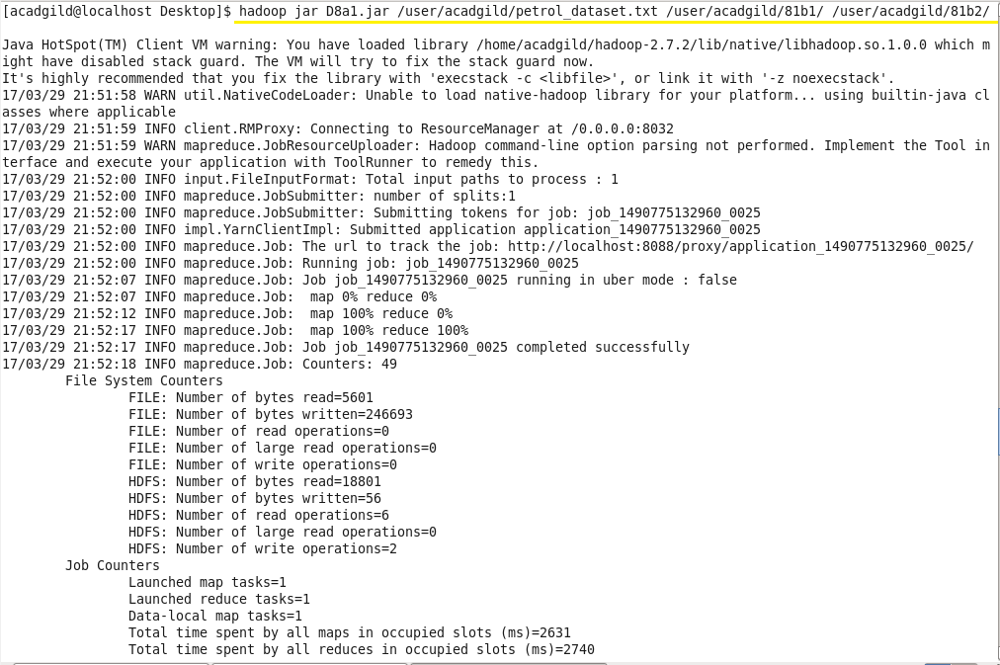 [acadgild@localhost Desktop]$ hadoop jar D8a1.jar /user/acadgild/petrol_dataset.txt /user/acadgild/81b1/ /user/acadgild/81b2/
Java HotSpot(TM) Client VM warning: You have loaded library /home/acadgild/hadoop-2.7.2/lib/native/libhadoop.so.1.0.0 which m
ight have disabled stack guard. The VM will try to fix the stack guard now.
It's highly recommended that you fix the library with 'execstack -c <libfile>', or link it with '-z noexecstack'.
17/03/29 21:51:58 WARN util.NativeCodeLoader: Unable to load native-hadoop library for your platform... using builtin-java cl
asses where applicable
17/03/29 21:51:59 INFO client.RMProxy: Connecting to ResourceManager at /0.0.0.0:8032
17/03/29 21:51:59 WARN mapreduce.JobResourceUploader: Hadoop command-line option parsing not performed. Implement the Tool in
terface and execute your application with ToolRunner to remedy this.
17/03/29 21:52:00 INFO input.FileInputFormat: Total input paths to process : 1
17/03/29 21:52:00 INFO mapreduce.JobSubmitter: number of splits:1
17/03/29 21:52:00 INFO mapreduce.JobSubmitter: Submitting tokens for job: job_1490775132960_0025
17/03/29 21:52:00 INFO impl.YarnClientImpl: Submitted application application_1490775132960_0025
17/03/29 21:52:00 INFO mapreduce.Job: The url to track the job: http://localhost:8088/proxy/application_1490775132960_0025/
17/03/29 21:52:00 INFO mapreduce.Job: Running job: job_1490775132960_0025
17/03/29 21:52:07 INFO mapreduce.Job: Job job_1490775132960_0025 running in uber mode : false
17/03/29 21:52:07 INFO mapreduce.Job:  map 0% reduce 0%
17/03/29 21:52:12 INFO mapreduce.Job:  map 100% reduce 0%
17/03/29 21:52:17 INFO mapreduce.Job:  map 100% reduce 100%
17/03/29 21:52:17 INFO mapreduce.Job: Job job_1490775132960_0025 completed successfully
17/03/29 21:52:18 INFO mapreduce.Job: Counters: 49
File System Counters
FILE: Number of bytes read=5601
FILE: Number of bytes written=246693
FILE: Number of read operations=0
FILE: Number of large read operations=0
FILE: Number of write operations=0
HDFS: Number of bytes read=18801
HDFS: Number of bytes written=56
HDFS: Number of read operations=6
HDFS: Number of large read operations=0
HDFS: Number of write operations=2
Job Counters
Launched map tasks=1
Launched reduce tasks=1
Data-local map tasks=1
Total time spent by all maps in occupied slots (ms)=2631
Total time spent by all reduces in occupied slots (ms)=2740